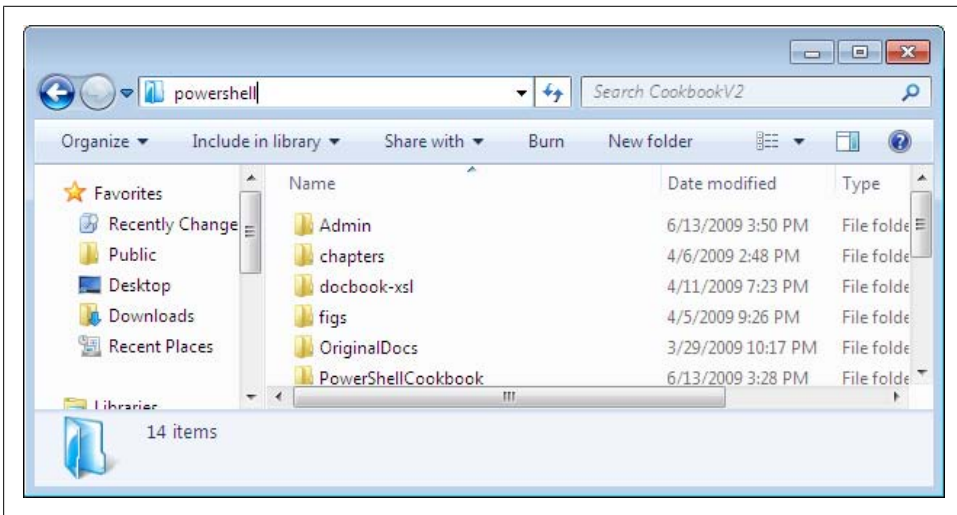 powershell
Search CookbookV2
Organize Include in library Share with Burn New folder
Favorites
Recently Change
Public
Desktop
Downloads
Recent Places
Libraries
Name Date modified Type
Admin 6/13/2009 3:50 PM File folde
chapters 4/6/2009 2:48 PM File folde
docbook-xsl 4/11/2009 7:23 PM File folde
figs 4/5/2009 9:26 PM File folde
OriginalDocs 3/29/2009 10:17 PM File folde
PowerShellCookbook 6/13/2009 3:28 PM File folde
14 items